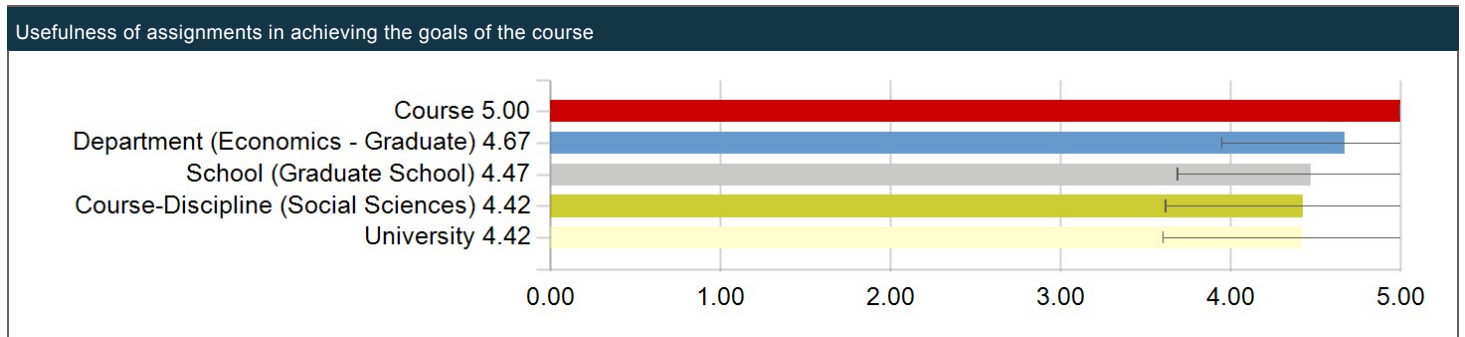 Usefulness of assignments in achieving the goals of the course
Course 5.00
Department (Economics - Graduate) 4.67
School (Graduate School) 4.47
Course-Discipline (Social Sciences) 4.42
University 4.42
0.00 1.00 2.00 3.00 4.00 5.00